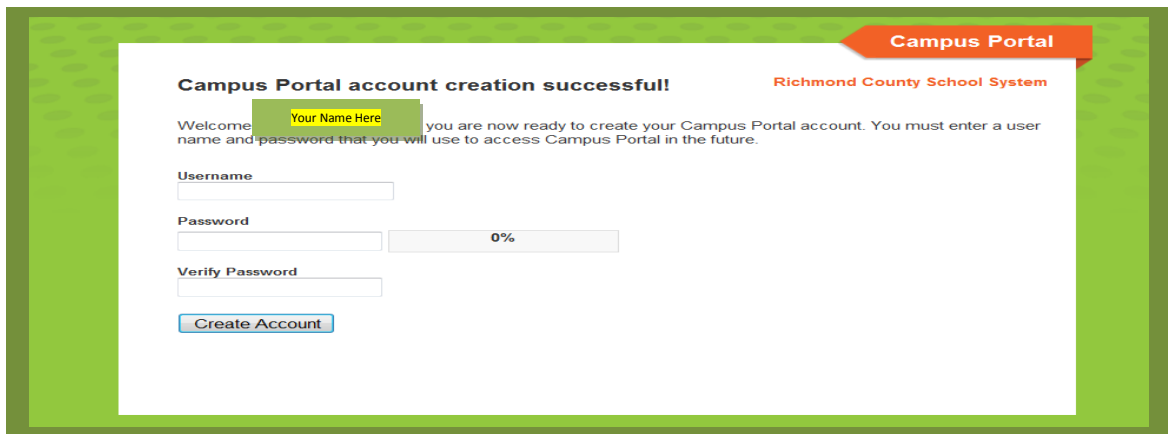 Campus Portal
Campus Portal account creation successful!
Richmond County School System
Welcome Your Name Here you are now ready to create your Campus Portal account. You must enter a user
name and password that you will use to access Campus Portal in the future.
Username
Password
0%
Verify Password
Create Account